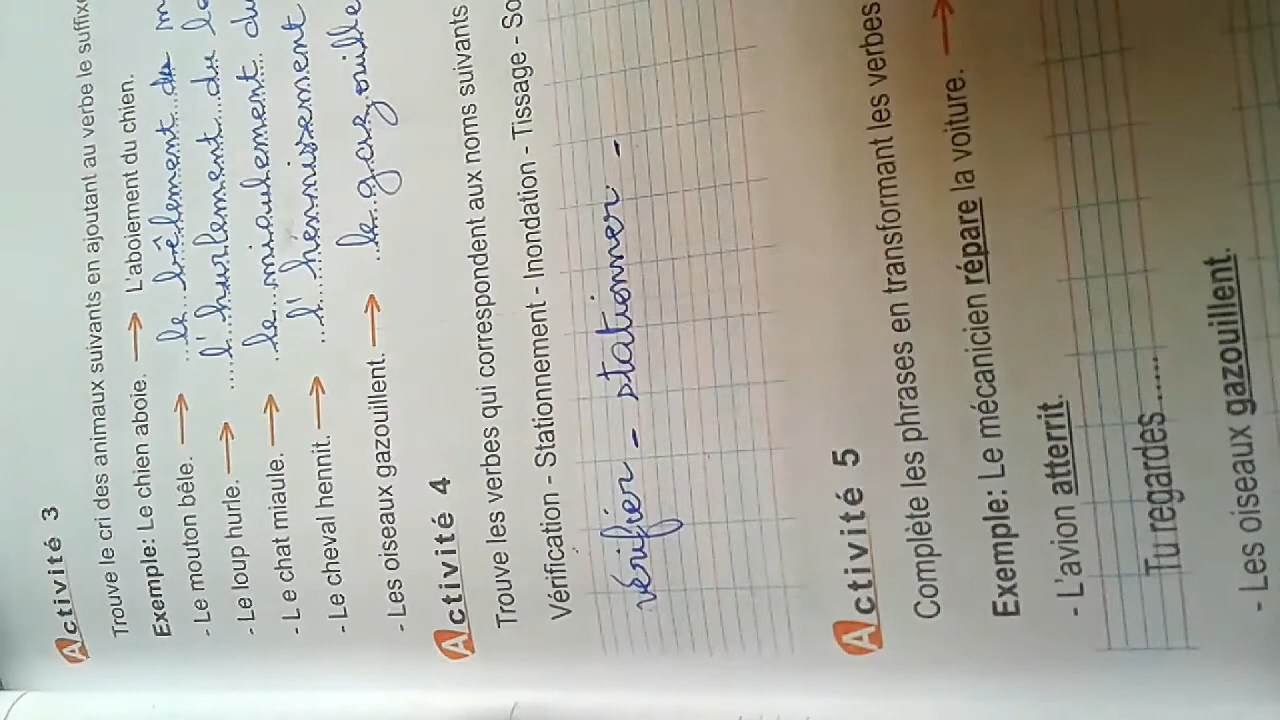 Activité 3
Trouve le cri des animaux suivants en ajoutant au verbe le suffixe
Exemple: Le chien aboie. → L'aboiement du chien.
- Le mouton bêle. → le bêlement du m
- Le loup hurle. → l'hurlement du lo
- Le chat miaule. → le miaulement du
- Le cheval hennit. → l'hénnissement
- Les oiseaux gazouillent. → le gazouille
Activité 4
Trouve les verbes qui correspondent aux noms suivants
Vérification - Stationnement - Inondation - Tissage - So
vérifier - stationner -
Activité 5
Complète les phrases en transformant les verbes
Exemple: Le mécanicien répare la voiture. →
- L'avion atterrit.
Tu regardes......
- Les oiseaux gazouillent.